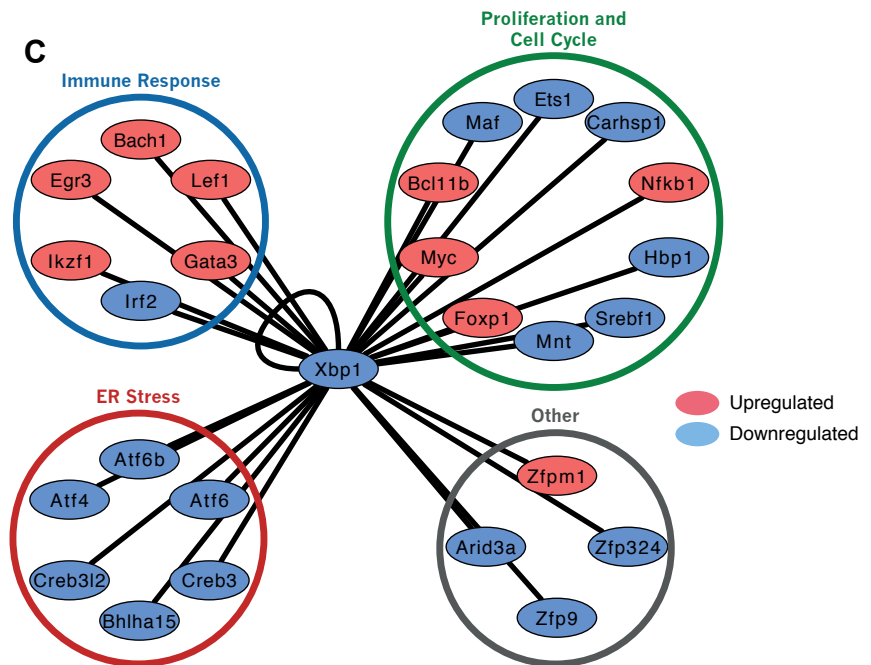 C
Proliferation and
Cell Cycle
Immune Response
Bach1
Egr3
Lef1
Ikzf1
Gata3
Irf2
Ets1
Maf
Carhsp1
Bcl11b
Nfkb1
Myc
Hbp1
Foxp1
Srebf1
Mnt
Xbp1
ER Stress
Atf6b
Atf4
Atf6
Creb3l2
Creb3
Bhlha15
Other
Zfpm1
Arid3a
Zfp324
Zfp9
Upregulated
Downregulated